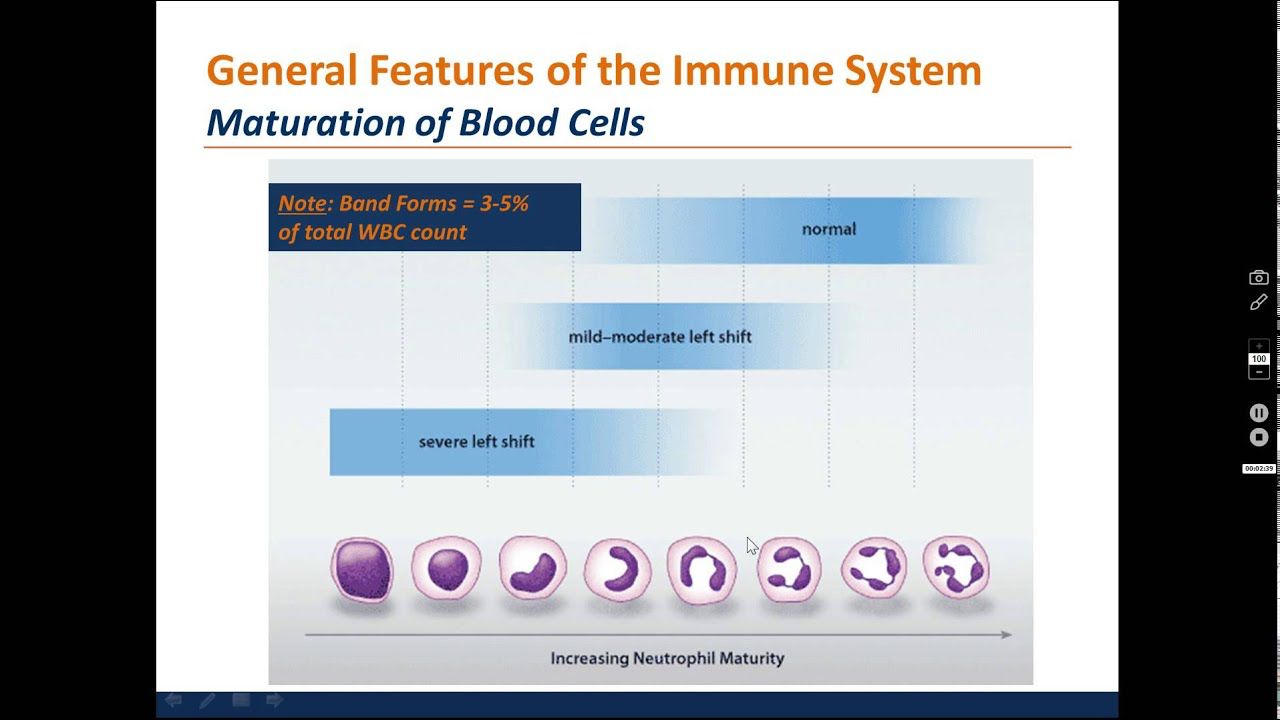 General Features of the Immune System
Maturation of Blood Cells
Note: Band Forms = 3-5%
of total WBC count
normal
mild–moderate left shift
severe left shift
Increasing Neutrophil Maturity
+
100
−
00:02:39